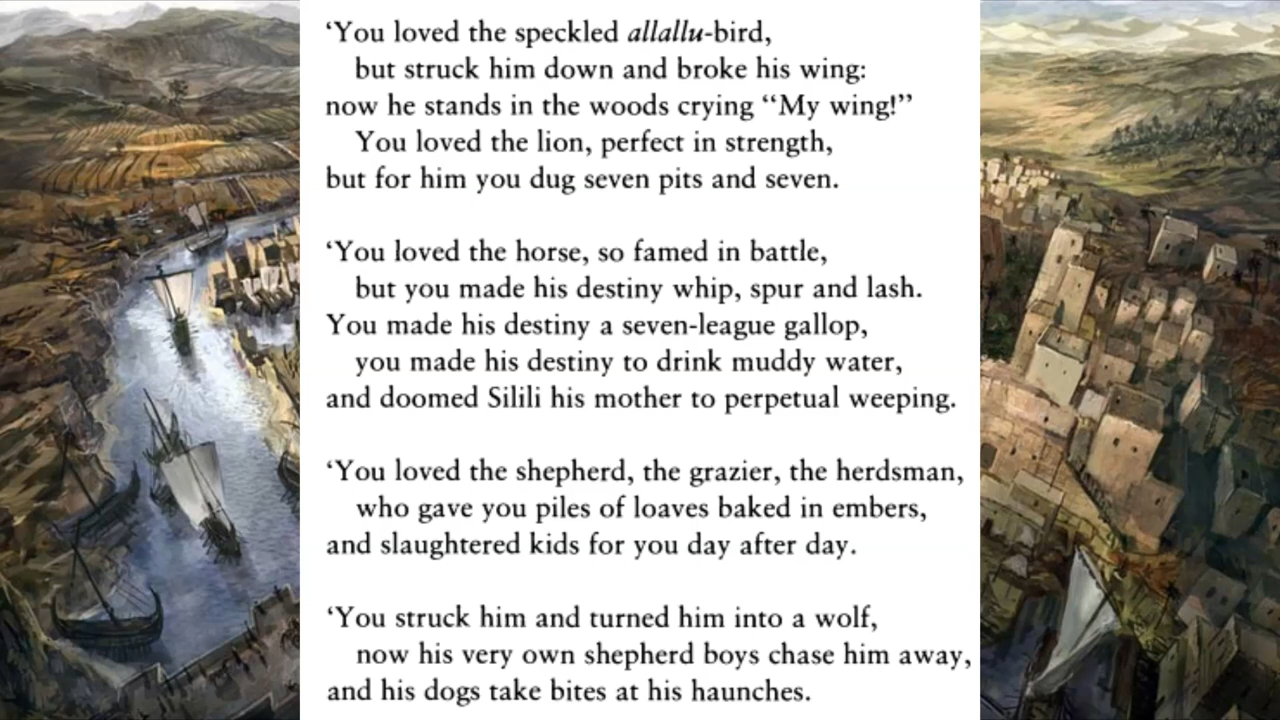 ‘You loved the speckled allallu-bird,
but struck him down and broke his wing:
now he stands in the woods crying “My wing!”
You loved the lion, perfect in strength,
but for him you dug seven pits and seven.
‘You loved the horse, so famed in battle,
but you made his destiny whip, spur and lash.
You made his destiny a seven-league gallop,
you made his destiny to drink muddy water,
and doomed Silili his mother to perpetual weeping.
‘You loved the shepherd, the grazier, the herdsman,
who gave you piles of loaves baked in embers,
and slaughtered kids for you day after day.
‘You struck him and turned him into a wolf,
now his very own shepherd boys chase him away,
and his dogs take bites at his haunches.